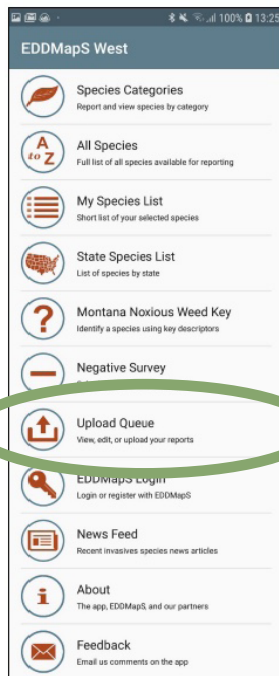 100% 13:25
EDDMapS West
Species Categories
Report and view species by category
A to Z
All Species
Full list of all species available for reporting
My Species List
Short list of your selected species
State Species List
List of species by state
?
Montana Noxious Weed Key
Identify a species using key descriptors
Negative Survey
Upload Queue
View, edit, or upload your reports
EDDMapS Login
Login or register with EDDMapS
News Feed
Recent invasives species news articles
i
About
The app, EDDMapS, and our partners
Feedback
Email us comments on the app